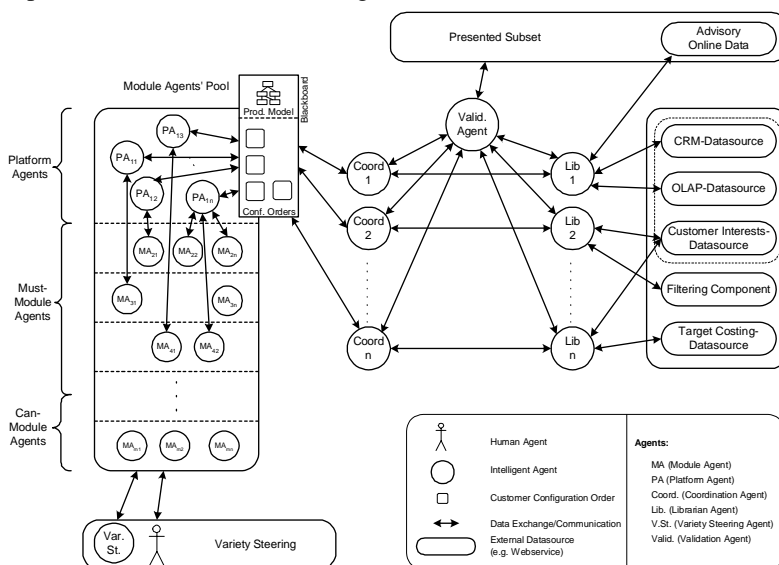 Presented Subset
Advisory
Online Data
Module Agents' Pool
Blackboard
Prod. Model
Conf. Orders
Platform
Agents
PA13
PA11
PA12
PA1n
Must-
Module
Agents
MA21
MA22
MA2n
MA31
MA3n
MA41
MA42
Can-
Module
Agents
MAm1
MAm2
MAmn
Valid.
Agent
Coord
1
Coord
2
Coord
n
Lib
1
Lib
2
Lib
n
CRM-Datasource
OLAP-Datasource
Customer Interests-
Datasource
Filtering Component
Target Costing-
Datasource
Var.
St.
Variety Steering
Human Agent
Intelligent Agent
Customer Configuration Order
Data Exchange/Communication
External Datasource
(e.g. Webservice)
Agents:
MA (Module Agent)
PA (Platform Agent)
Coord. (Coordination Agent)
Lib. (Librarian Agent)
V.St. (Variety Steering Agent)
Valid. (Validation Agent)